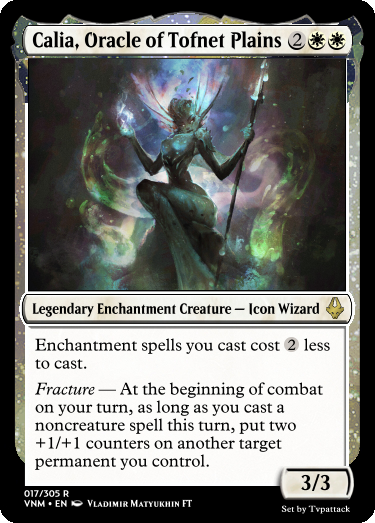 Calia, Oracle of Tofnet Plains 2
Legendary Enchantment Creature — Icon Wizard
Enchantment spells you cast cost 2 less
to cast.
Fracture — At the beginning of combat
on your turn, as long as you cast a
noncreature spell this turn, put two
+1/+1 counters on another target
permanent you control.
3/3
017/305 R
VNM • EN Vladimir Matyukhin FT
Set by Tvpattack